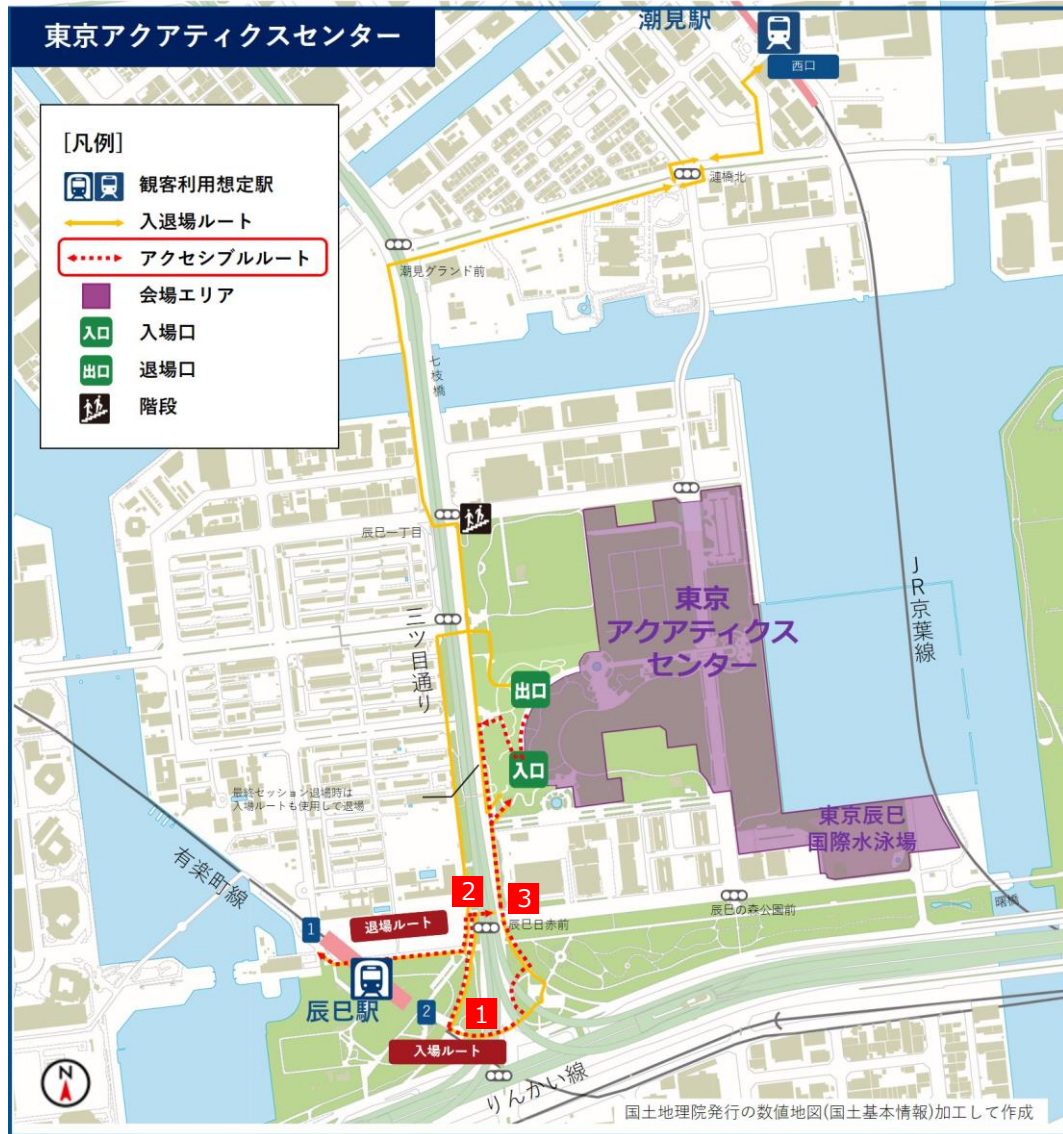 東京アクアティクスセンター
潮見駅
西口
[凡例]
観客利用想定駅
入退場ルート
アクセシブルルート
会場エリア
入口 入場口
出口 退場口
階段
漣橋北
潮見グランド前
七枝橋
辰巳一丁目
三ツ目通り
JR京葉線
東京
アクアティクス
センター
出口
入口
最終セッション退場時は
入場ルートも使用して退場
東京辰巳
国際水泳場
有楽町線
2
3
辰巳の森公園前
曙橋
退場ルート
辰巳日赤前
1
辰巳駅
2
1
入場ルート
りんかい線
N
国土地理院発行の数値地図(国土基本情報)加工して作成